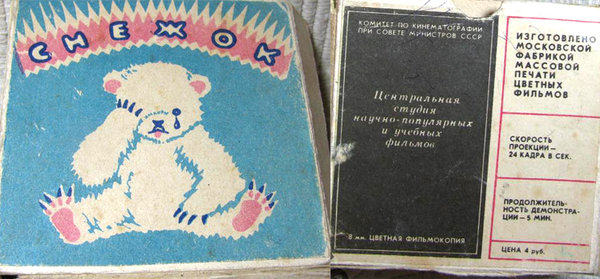 СНЕЖОК
КОМИТЕТ ПО КИНЕМАТОГРАФИИ
ПРИ СОВЕТЕ МИНИСТРОВ СССР
Центральная
студия
научно-популярных
и учебных
фильмов
8 мм. ЦВЕТНАЯ ФИЛЬМОКОПИЯ
ИЗГОТОВЛЕНО
МОСКОВСКОЙ
ФАБРИКОЙ
МАССОВОЙ
ПЕЧАТИ
ЦВЕТНЫХ
ФИЛЬМОВ
СКОРОСТЬ
ПРОЕКЦИИ—
24 КАДРА В СЕК.
ПРОДОЛЖИТЕЛЬ-
НОСТЬ ДЕМОНСТРА-
ЦИИ—5 МИН.
ЦЕНА 4 руб.